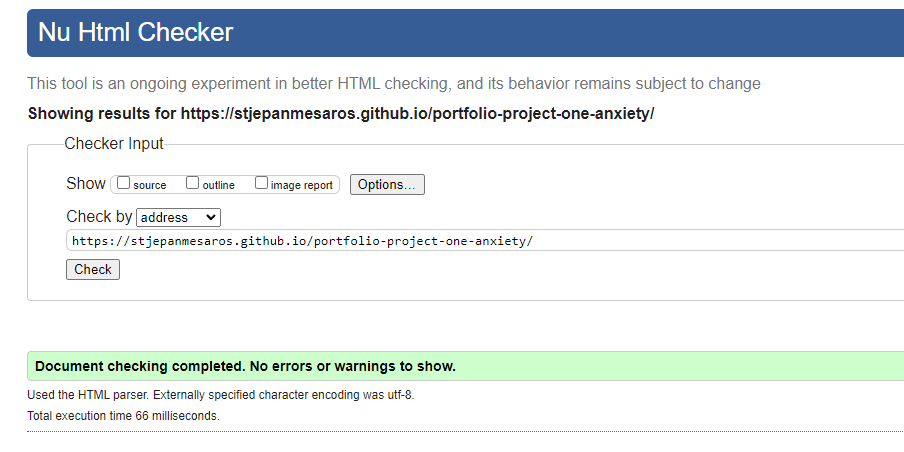 Nu Html Checker
This tool is an ongoing experiment in better HTML checking, and its behavior remains subject to change
Showing results for https://stjepanmesaros.github.io/portfolio-project-one-anxiety/
Checker Input
Show source outline image report Options...
Check by address
https://stjepanmesaros.github.io/portfolio-project-one-anxiety/
Check
Document checking completed. No errors or warnings to show.
Used the HTML parser. Externally specified character encoding was utf-8.
Total execution time 66 milliseconds.